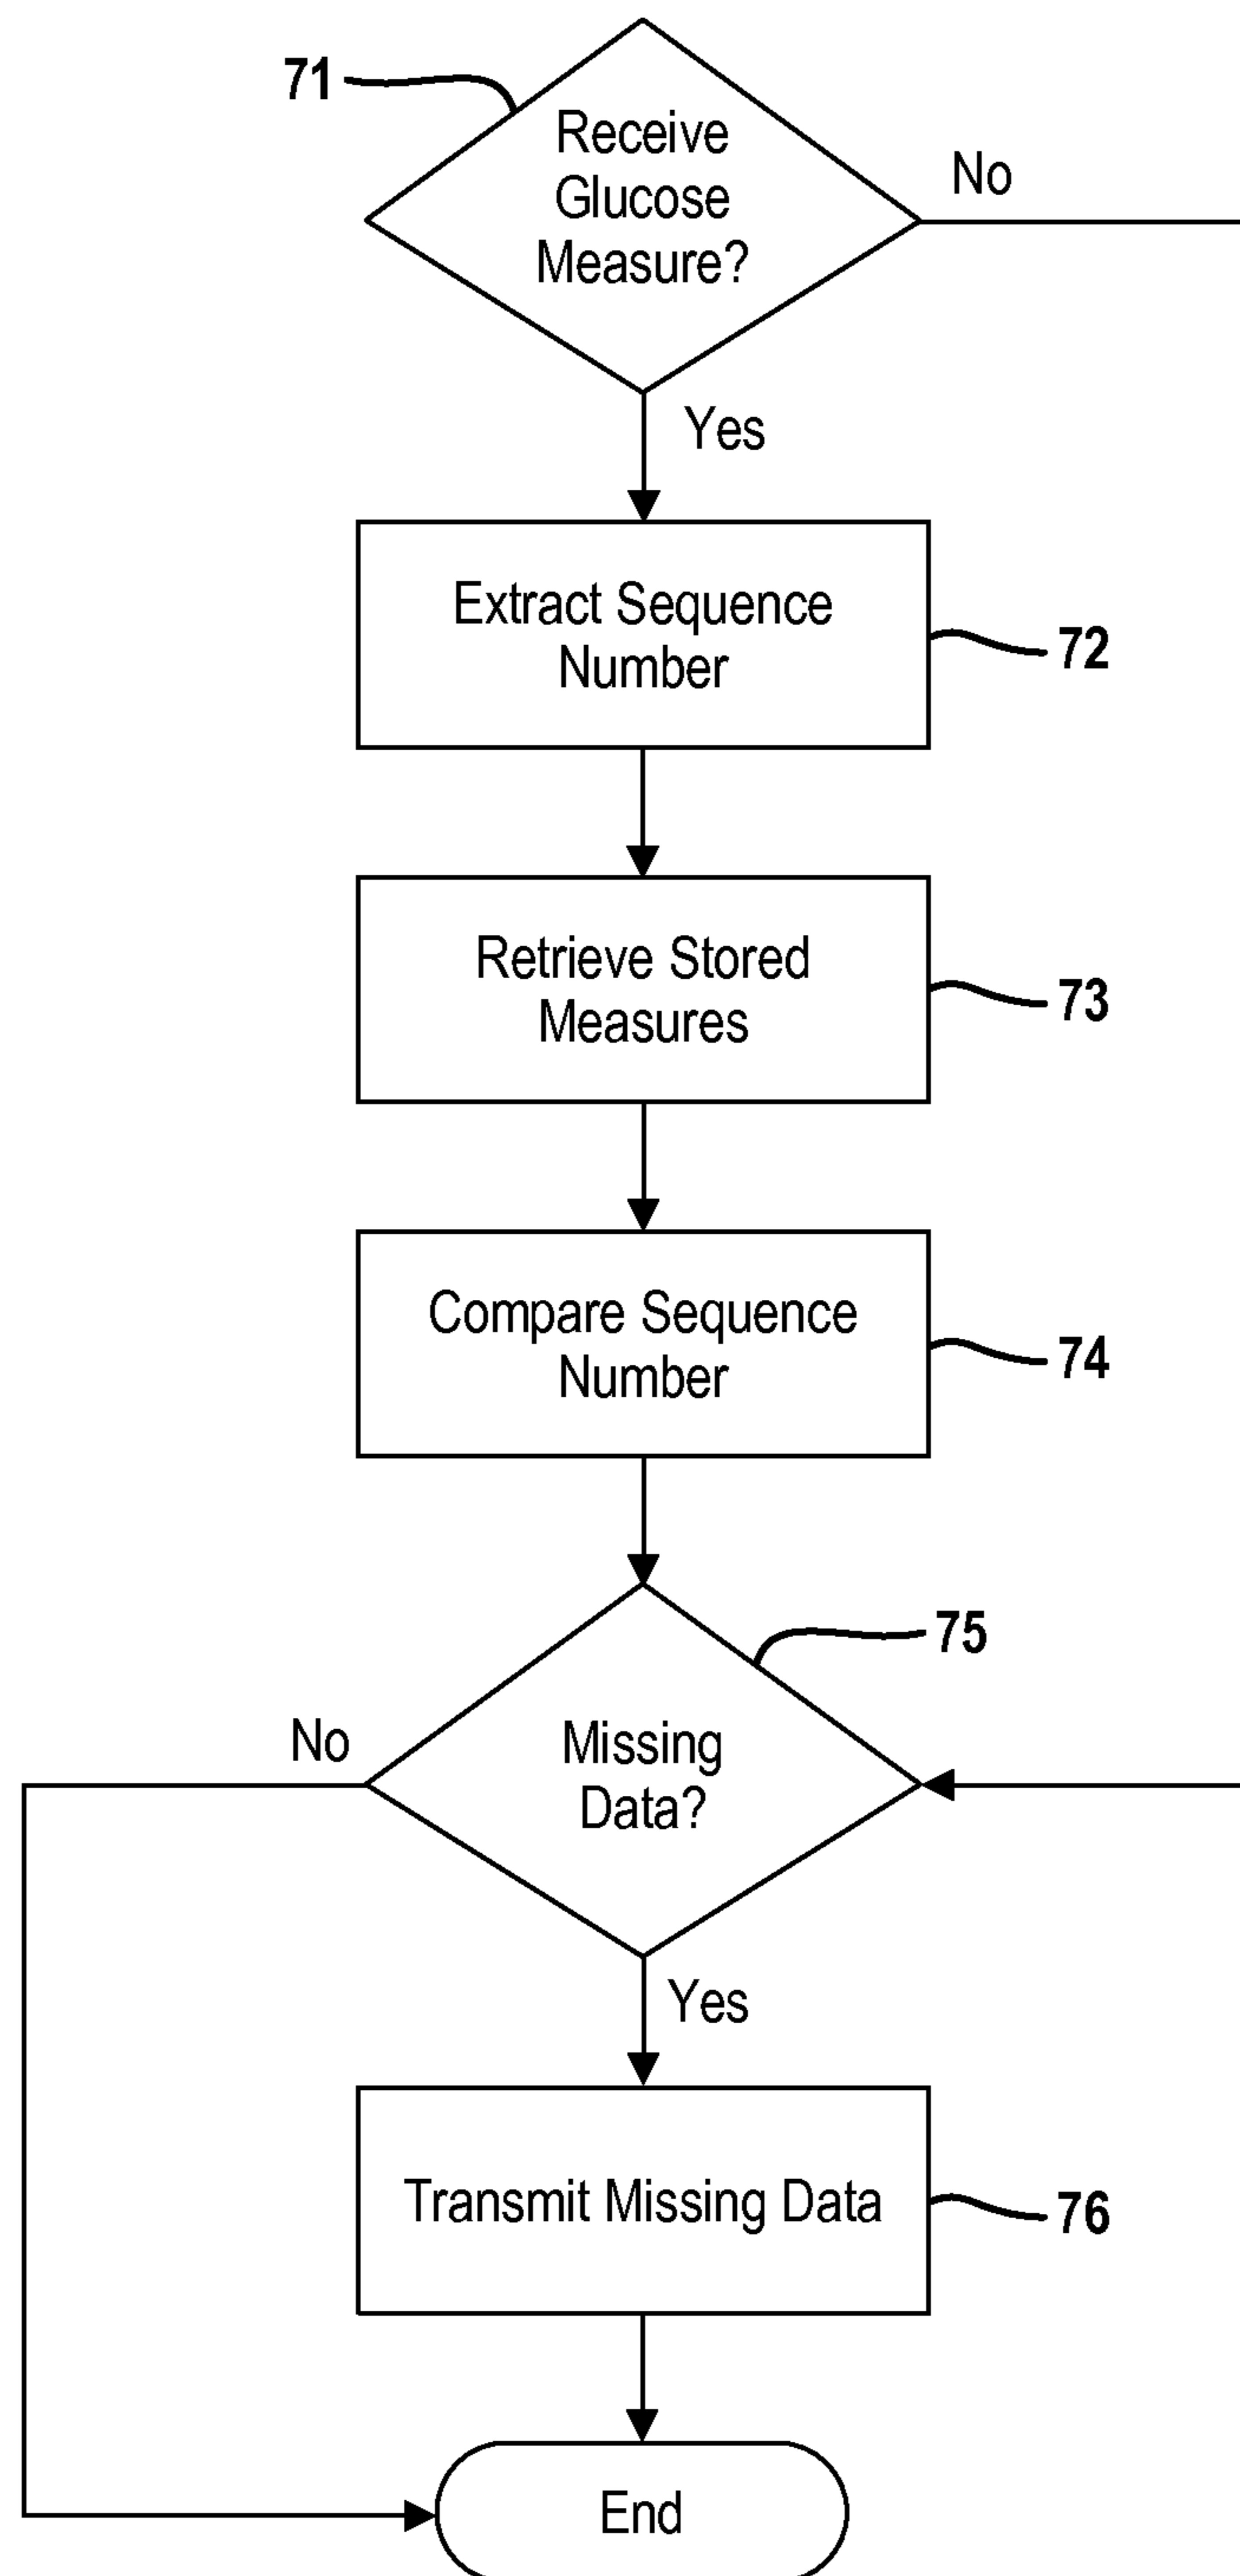 71
Receive
Glucose
Measure?
No
Yes
Extract Sequence
Number
72
Retrieve Stored
Measures
73
Compare Sequence
Number
74
75
No
Missing
Data?
Yes
Transmit Missing Data
76
End